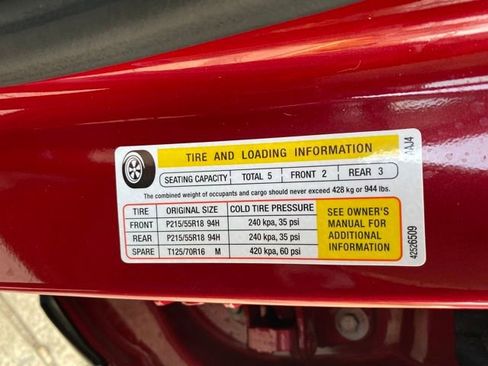 TIRE AND LOADING INFORMATION
SEATING CAPACITY TOTAL 5 FRONT 2 REAR 3
The combined weight of occupants and cargo should never exceed 428 kg or 944 lbs.
TIRE ORIGINAL SIZE COLD TIRE PRESSURE
FRONT P215/55R18 94H 240 kpa, 35 psi
REAR P215/55R18 94H 240 kpa, 35 psi
SPARE T125/70R16 M 420 kpa, 60 psi
SEE OWNER'S
MANUAL FOR
ADDITIONAL
INFORMATION
42526509